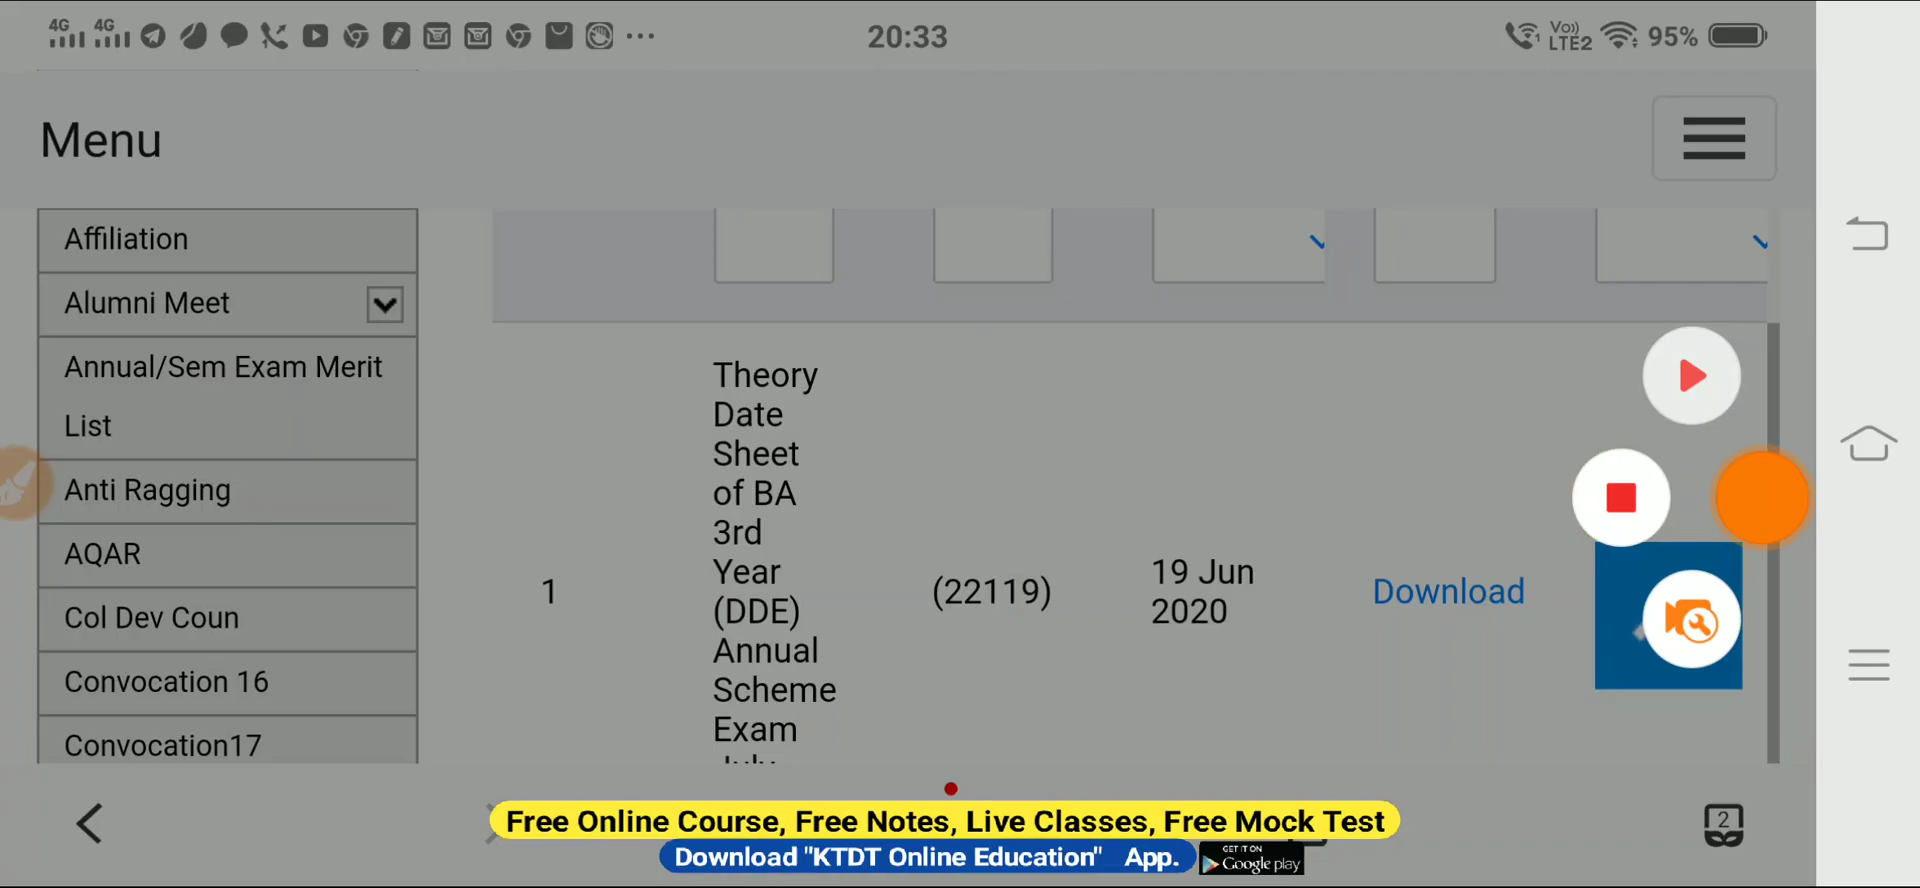 4G 4G 20:33 Vo)) LTE2 95%
Menu
Affiliation
Alumni Meet
Annual/Sem Exam Merit
List
Anti Ragging
AQAR
Col Dev Coun
Convocation 16
Convocation17
1
Theory
Date
Sheet
of BA
3rd
Year
(DDE)
Annual
Scheme
Exam
(22119)
19 Jun
2020
Download
2
Free Online Course, Free Notes, Live Classes, Free Mock Test
Download "KTDT Online Education" App.
GET IT ON
Google play